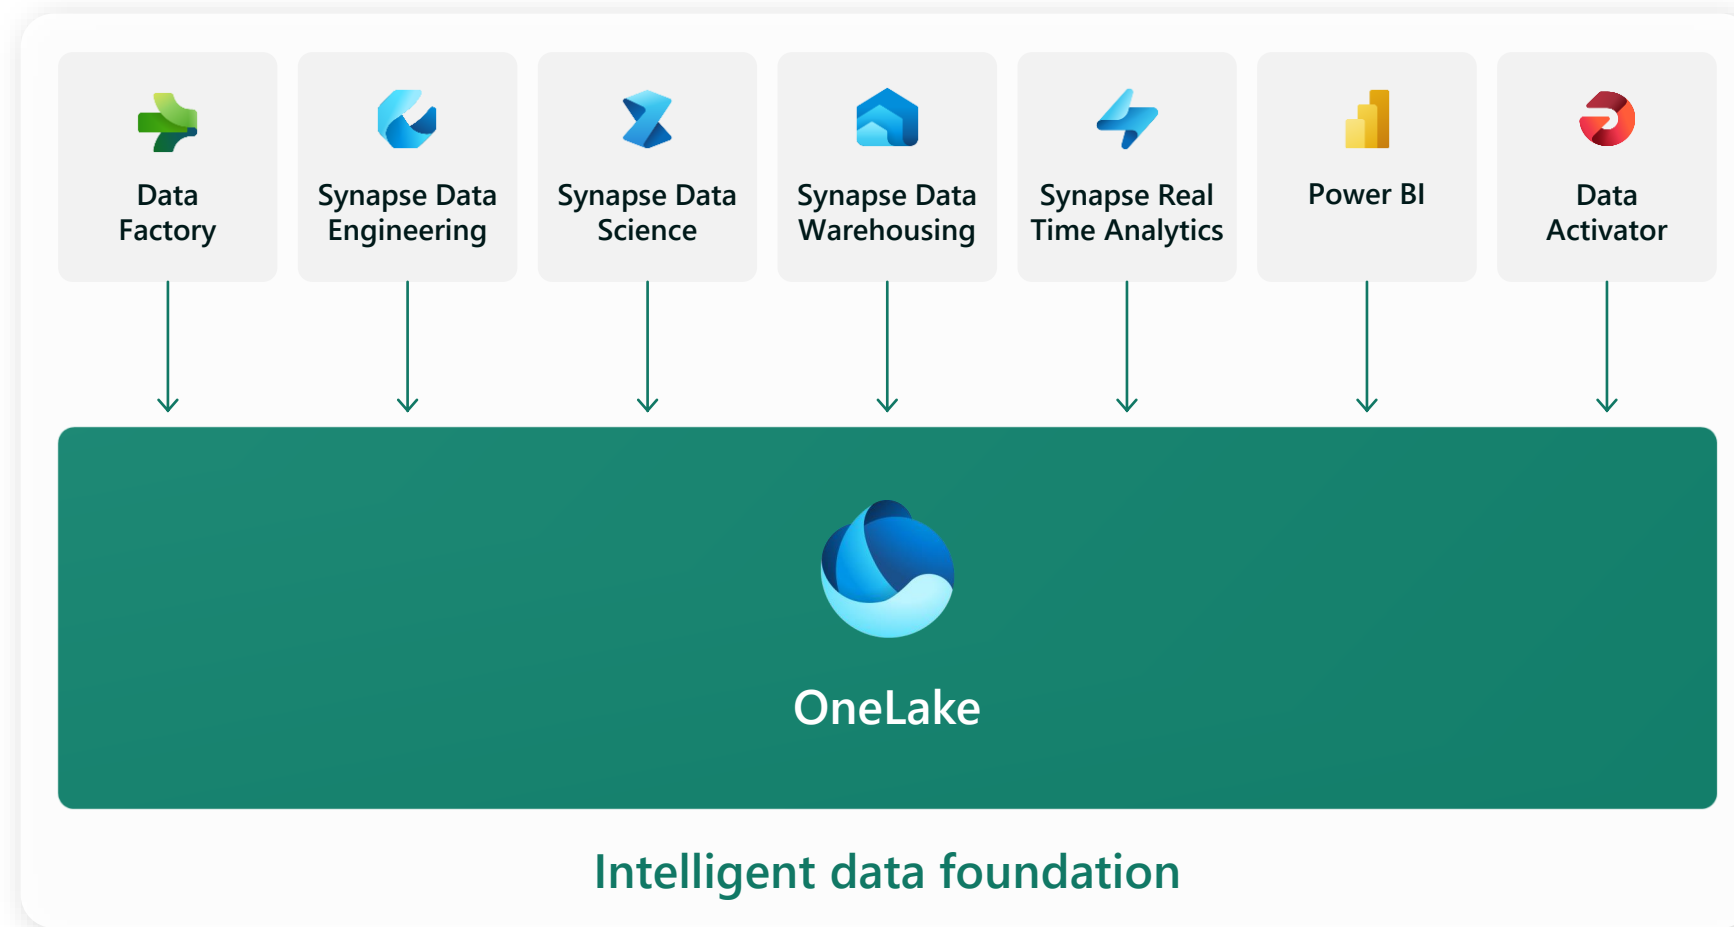 Data
Factory
Synapse Data
Engineering
Synapse Data
Science
Synapse Data
Warehousing
Synapse Real
Time Analytics
Power BI
Data
Activator
OneLake
Intelligent data foundation